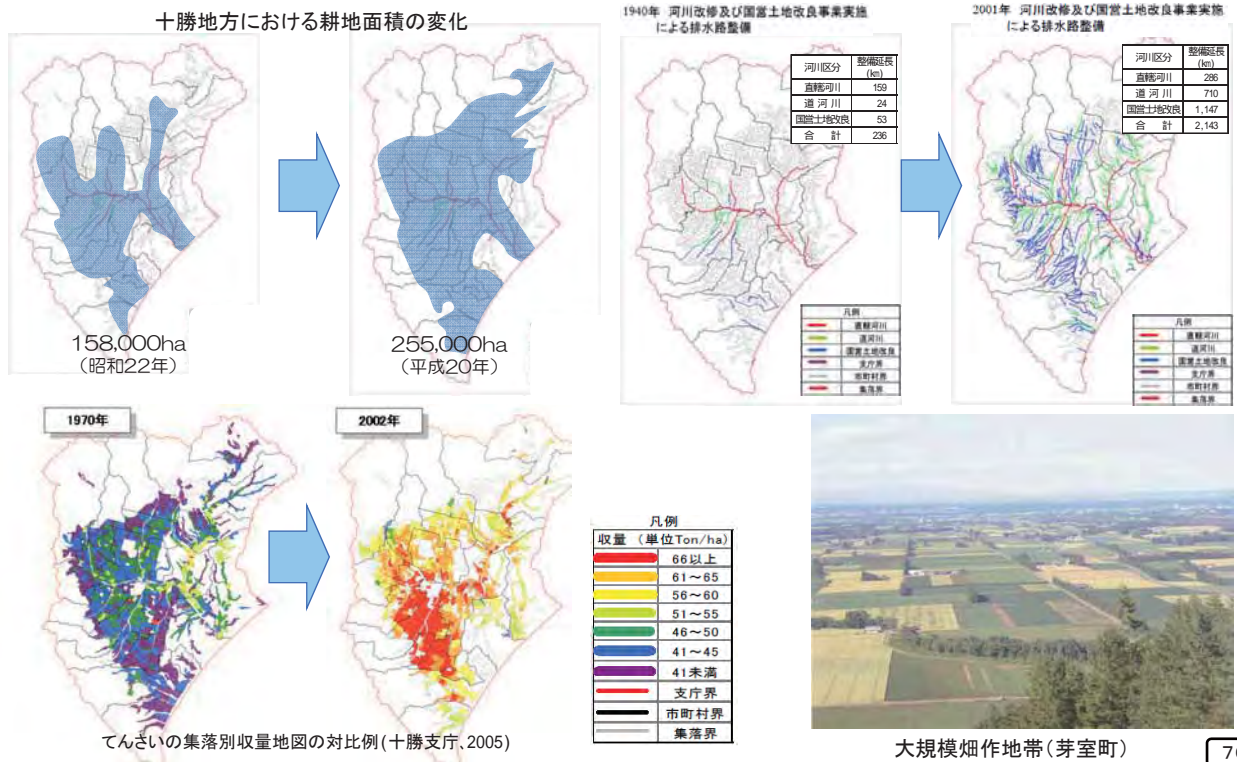 十勝地方における耕地面積の変化
158,000ha
(昭和22年)
255,000ha
(平成20年)
1940年 河川改修及び国営土地改良事業実施
による排水路整備
河川区分 整備延長(km)
直轄河川 159
道河川 24
国営土地改良 53
合計 236
凡例
直轄河川
道河川
国営土地改良
支庁界
市町村界
集落界
2001年 河川改修及び国営土地改良事業実施
による排水路整備
河川区分 整備延長(km)
直轄河川 286
道河川 710
国営土地改良 1,147
合計 2,143
凡例
直轄河川
道河川
国営土地改良
支庁界
市町村界
集落界
1970年
2002年
てんさいの集落別収量地図の対比例(十勝支庁、2005)
凡例
収量 (単位Ton/ha)
66以上
61~65
56~60
51~55
46~50
41~45
41未満
支庁界
市町村界
集落界
大規模畑作地帯(芽室町)